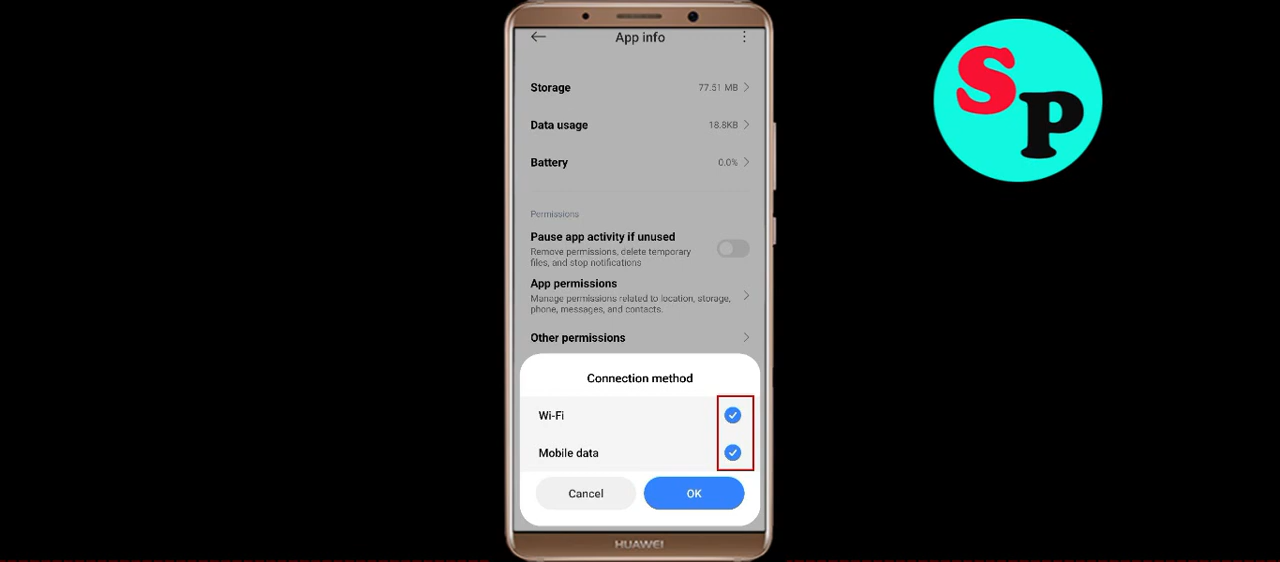 App info
Storage 77.51 MB
Data usage 18.8KB
Battery 0.0%
Permissions
Pause app activity if unused
Remove permissions, delete temporary
files, and stop notifications
App permissions
Manage permissions related to location, storage,
phone, messages, and contacts.
Other permissions
Connection method
Wi-Fi
Mobile data
Cancel OK
HUAWEI
SP